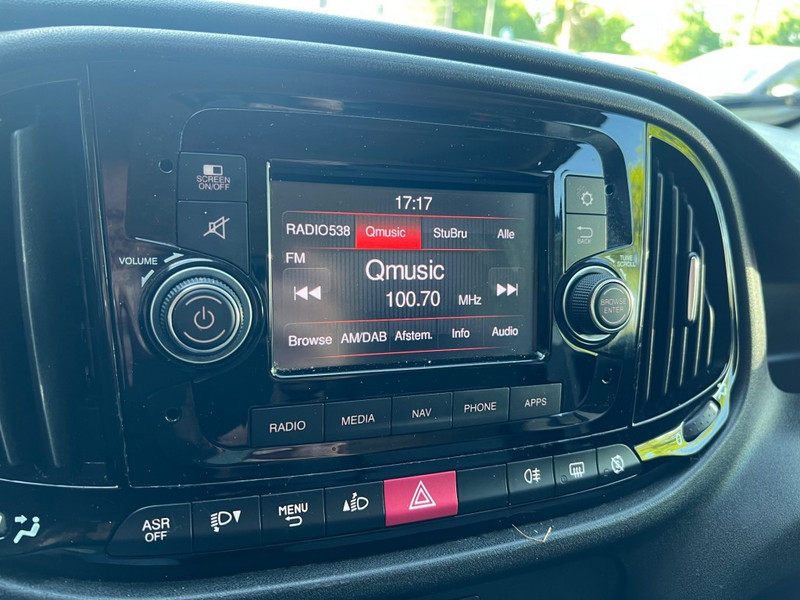 SCREEN
ON/OFF
VOLUME
17:17
RADIO538 Qmusic StuBru Alle
FM
Qmusic
100.70 MHz
Browse AM/DAB Afstem. Info Audio
BACK
TUNE
SCROLL
BROWSE
ENTER
RADIO MEDIA NAV PHONE APPS
ASR
OFF
MENU